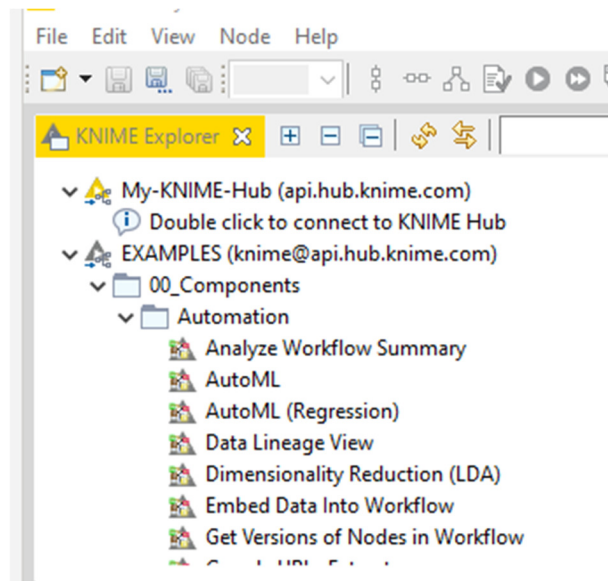 File Edit View Node Help
KNIME Explorer
My-KNIME-Hub (api.hub.knime.com)
Double click to connect to KNIME Hub
EXAMPLES (knime@api.hub.knime.com)
00_Components
Automation
Analyze Workflow Summary
AutoML
AutoML (Regression)
Data Lineage View
Dimensionality Reduction (LDA)
Embed Data Into Workflow
Get Versions of Nodes in Workflow